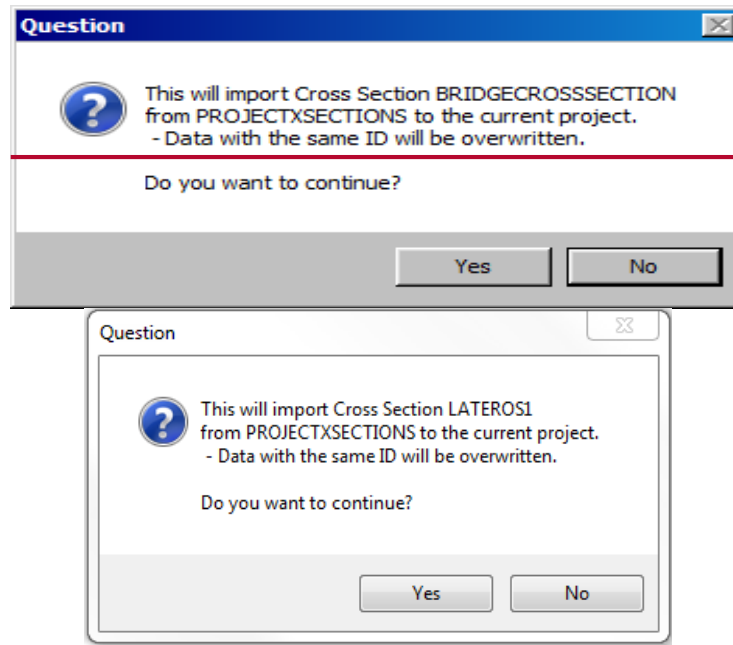 Question
This will import Cross Section BRIDGECROSSSECTION
from PROJECTXSECTIONS to the current project.
- Data with the same ID will be overwritten.
Do you want to continue?
Yes No
Question
This will import Cross Section LATEROS1
from PROJECTXSECTIONS to the current project.
- Data with the same ID will be overwritten.
Do you want to continue?
Yes No